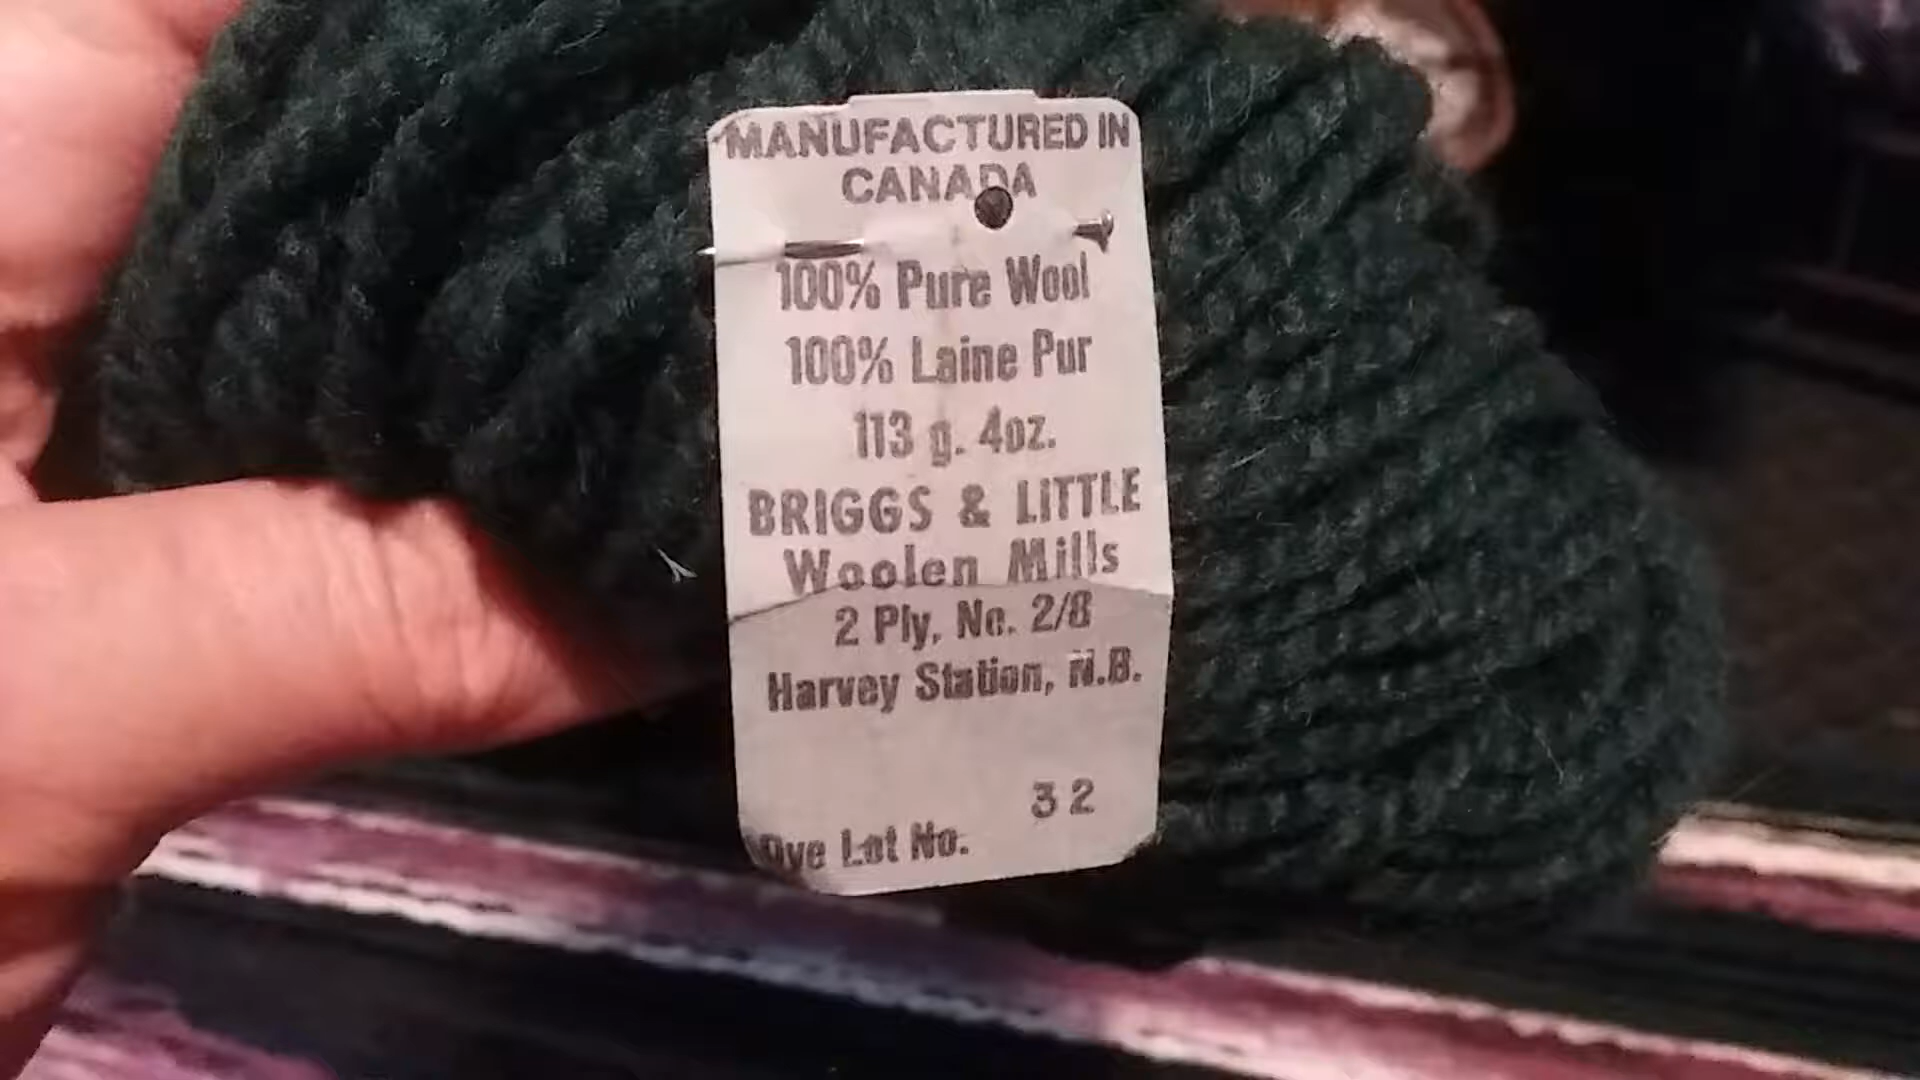 MANUFACTURED IN
CANADA
100% Pure Wool
100% Laine Pur
113 g. 4oz.
BRIGGS & LITTLE
Woolen Mills
2 Ply, No. 2/8
Harvey Station, N.B.
32
Dye Lot No.